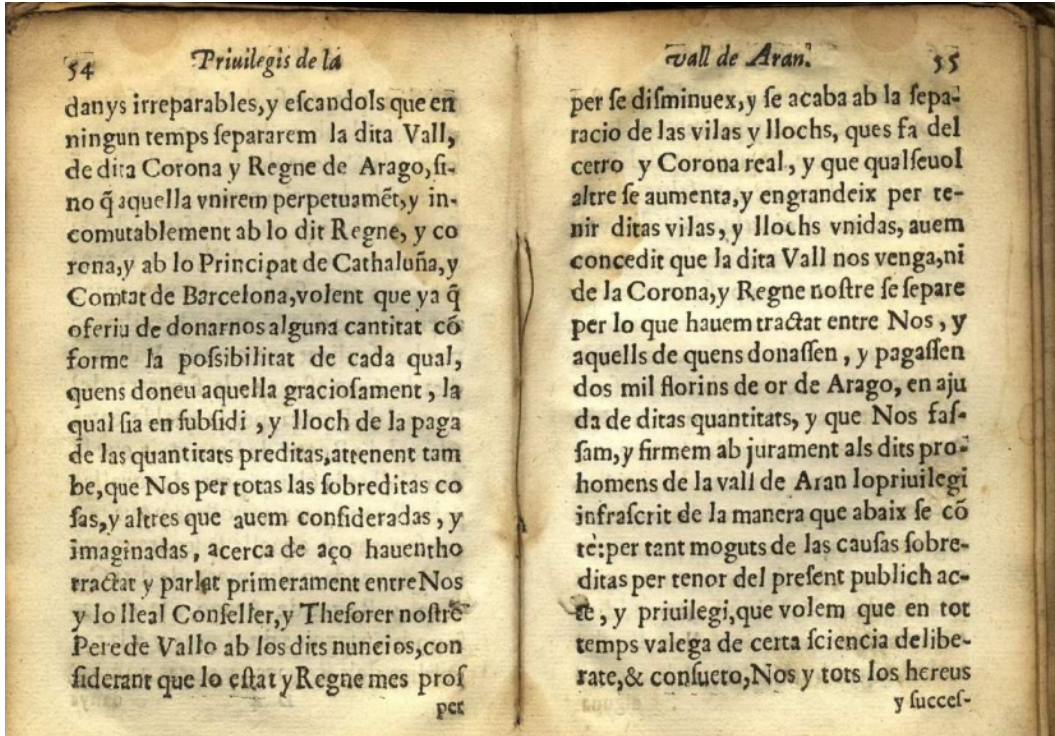 54 Priuilegis de la
danys irreparables,y eſcandols que en
ningun temps ſepararem la dita Vall,
de dita Corona y Regne de Arago,ſi-
no q̃ aquella vnirem perpetuamẽt,y in-
comutablement ab lo dit Regne, y co
rona,y ab lo Principat de Cathaluña,y
Comtat de Barcelona,volent que ya q̃
oferiu de donarnos alguna cantitat cõ
forme la poſsibilitat de cada qual,
quens doneu aquella gracioſament , la
qual ſia en ſubſidi , y lloch de la paga
de las quantitats preditas,attenent tam
be,que Nos per totas las ſobreditas co
ſas,y altres que auem conſideradas , y
imaginadas , acerca de aço hauentho
tractat y parlat primerament entre Nos
y lo lleal Conſeller,y Theſorer noſtre
Pere de Vallo ab los dits nuncios,con
ſiderant que lo eſtat y Regne mes proſ
per
vall de Aran. 55
per ſe diſminuex,y ſe acaba ab la ſepa-
racio de las vilas y llochs, ques fa del
cetro y Corona real, y que qualſeuol
altre ſe aumenta,y engrandeix per te-
nir ditas vilas, y llochs vnidas, auem
concedit que la dita Vall nos venga,ni
de la Corona,y Regne noſtre ſe ſepare
per lo que hauem tractat entre Nos , y
aquells de quens donaſſen , y pagaſſen
dos mil florins de or de Arago, en aju
da de ditas quantitats, y que Nos faſ-
ſam,y firmem ab jurament als dits pro-
homens de la vall de Aran lopriuilegi
infraſcrit de la manera que abaix ſe cõ
tè:per tant moguts de las cauſas ſobre-
ditas per tenor del preſent publich ac-
te , y priuilegi,que volem que en tot
temps valega de certa ſciencia delibe-
rate,& conſueto,Nos y tots los hereus
y ſucceſ-